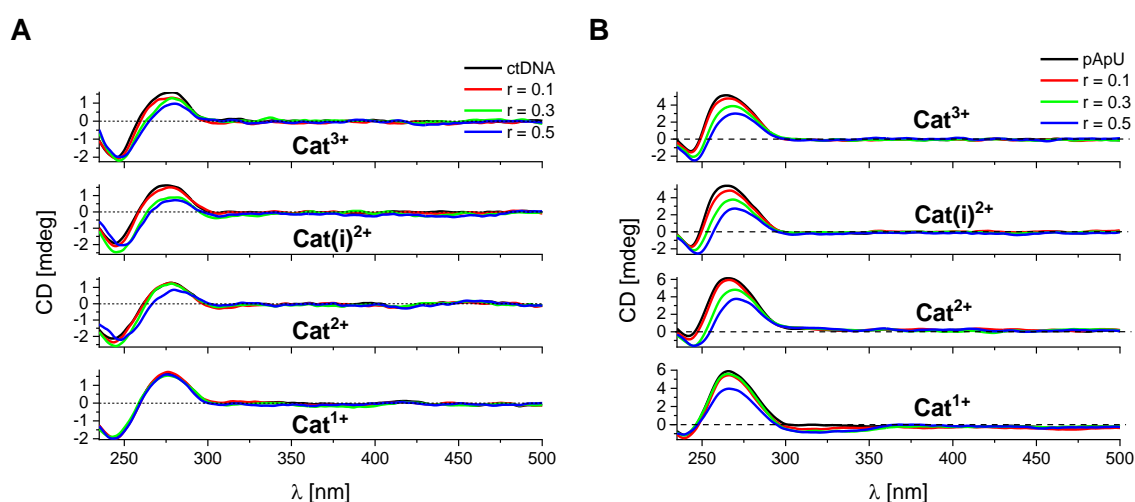 A
ctDNA
r = 0.1
r = 0.3
r = 0.5
1
0
-1
-2
Cat3+
1
0
-1
-2
Cat(i)2+
1
0
-1
-2
Cat2+
1
0
-2
Cat1+
250 300 350 400 450 500
CD [mdeg]
λ [nm]
B
pApU
r = 0.1
r = 0.3
r = 0.5
4
2
0
-2
Cat3+
4
2
0
-2
Cat(i)2+
6
4
2
0
Cat2+
6
4
2
0
Cat1+
250 300 350 400 450 500
CD [mdeg]
λ [nm]